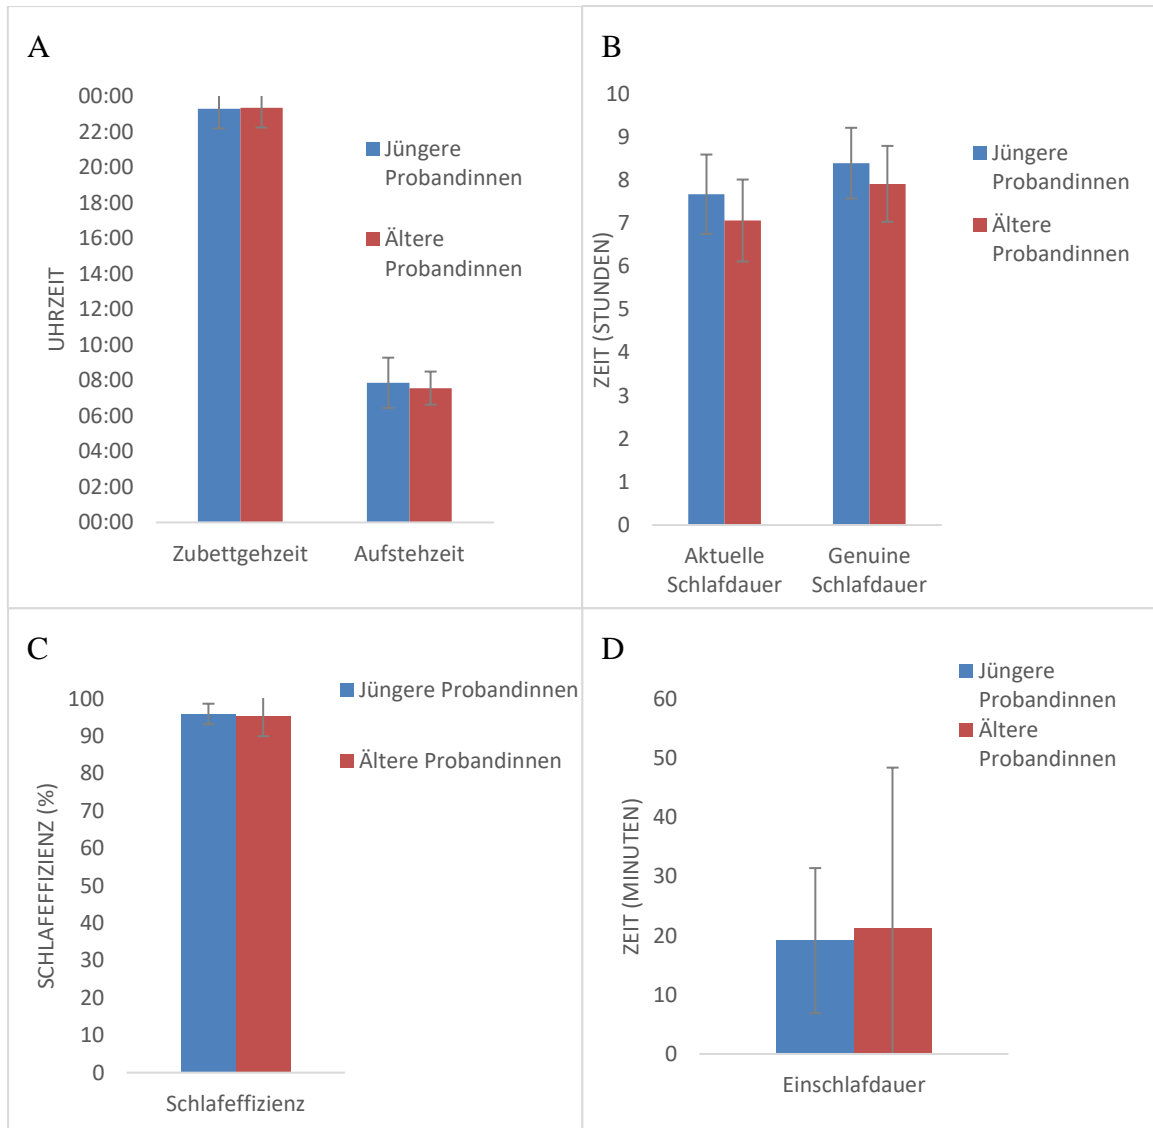 A
00:00
22:00
20:00
18:00
16:00
14:00
12:00
10:00
08:00
06:00
04:00
02:00
00:00
UHRZEIT
Zubettgehzeit
Aufstehzeit
Jüngere
Probandinnen
Ältere
Probandinnen
B
10
9
8
7
6
5
4
3
2
1
0
ZEIT (STUNDEN)
Aktuelle
Schlafdauer
Genuine
Schlafdauer
Jüngere
Probandinnen
Ältere
Probandinnen
C
100
90
80
70
60
50
40
30
20
10
0
SCHLAFEFFIZIENZ (%)
Schlafeffizienz
Jüngere Probandinnen
Ältere Probandinnen
D
60
50
40
30
20
10
0
ZEIT (MINUTEN)
Einschlafdauer
Jüngere
Probandinnen
Ältere
Probandinnen